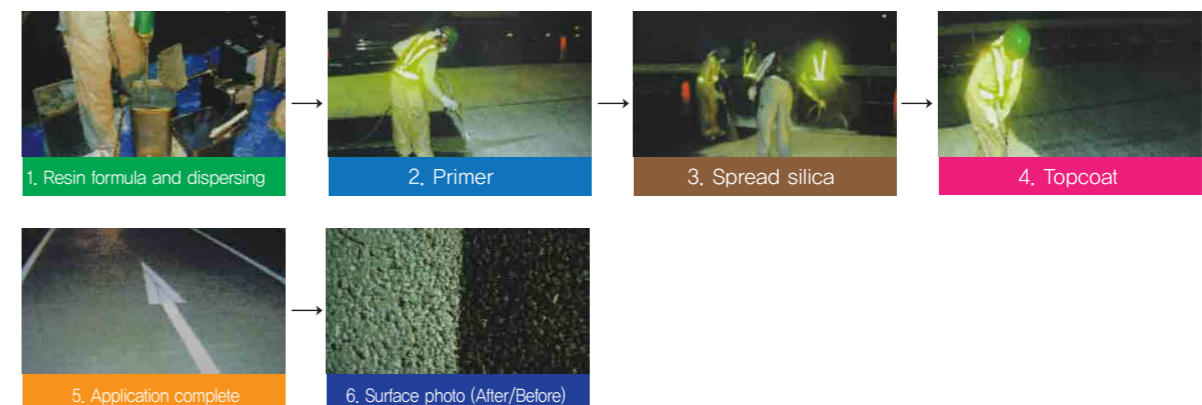 1. Resin formula and dispersing
2. Primer
3. Spread silica
4. Topcoat
5. Application complete
6. Surface photo (After/Before)